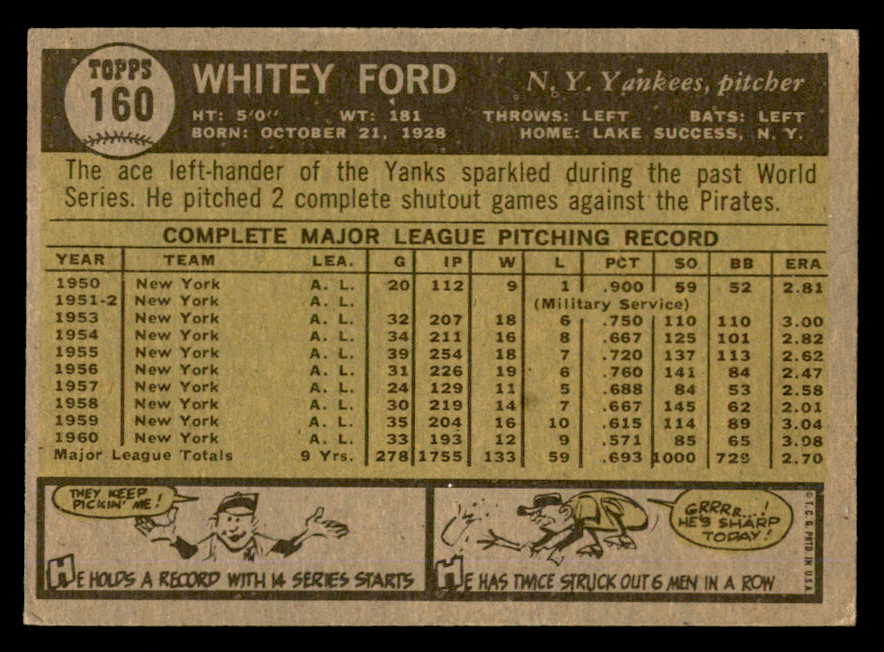 TOPPS
160
WHITEY FORD
N. Y. Yankees, pitcher
HT: 5'0" WT: 181 THROWS: LEFT BATS: LEFT
BORN: OCTOBER 21, 1928 HOME: LAKE SUCCESS, N. Y.
The ace left-hander of the Yanks sparkled during the past World
Series. He pitched 2 complete shutout games against the Pirates.
COMPLETE MAJOR LEAGUE PITCHING RECORD
YEAR TEAM LEA. G IP W L PCT SO BB ERA
1950 New York A. L. 20 112 9 1 .900 59 52 2.81
1951-2 New York A. L. (Military Service)
1953 New York A. L. 32 207 18 6 .750 110 110 3.00
1954 New York A. L. 34 211 16 8 .667 125 101 2.82
1955 New York A. L. 39 254 18 7 .720 137 113 2.62
1956 New York A. L. 31 226 19 6 .760 141 84 2.47
1957 New York A. L. 24 129 11 5 .688 84 53 2.58
1958 New York A. L. 30 219 14 7 .667 145 62 2.01
1959 New York A. L. 35 204 16 10 .615 114 89 3.04
1960 New York A. L. 33 193 12 9 .571 85 65 3.08
Major League Totals 9 Yrs. 278 1755 133 59 .693 1000 729 2.70
THEY KEEP
PICKIN' ME!
HE HOLDS A RECORD WITH 14 SERIES STARTS
GRRRR...!
HE'S SHARP
TODAY!
HE HAS TWICE STRUCK OUT 6 MEN IN A ROW
© T. C. G. PRTD IN U.S.A.